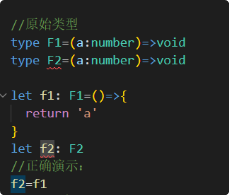 //原始类型
type F1=(a:number)=>void
type F2=(a:number)=>void
let f1: F1=()=>{
  return 'a'
}
let f2: F2
//正确演示:
f2=f1